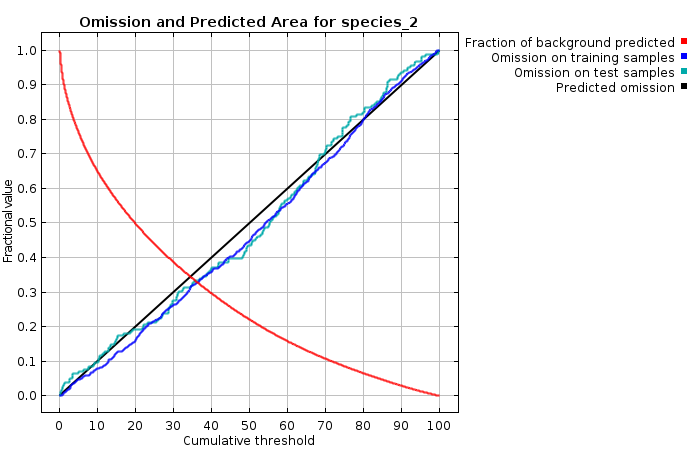 Omission and Predicted Area for species_2
Fraction of background predicted
Omission on training samples
Omission on test samples
Predicted omission
Fractional value
1.0
0.9
0.8
0.7
0.6
0.5
0.4
0.3
0.2
0.1
0.0
0 10 20 30 40 50 60 70 80 90 100
Cumulative threshold